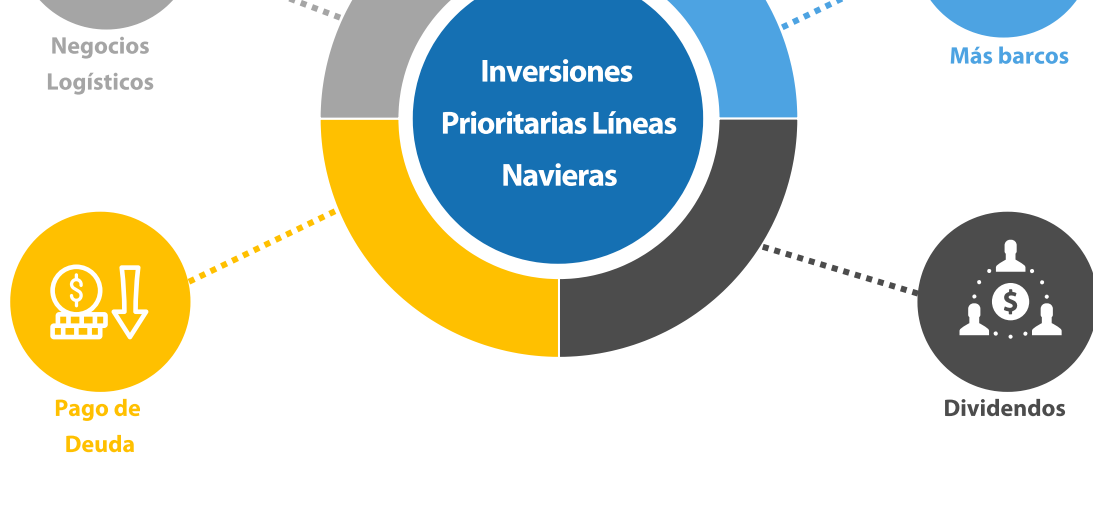 Negocios
Logísticos
Más barcos
Inversiones
Prioritarias Líneas
Navieras
$
$
Pago de
Deuda
Dividendos